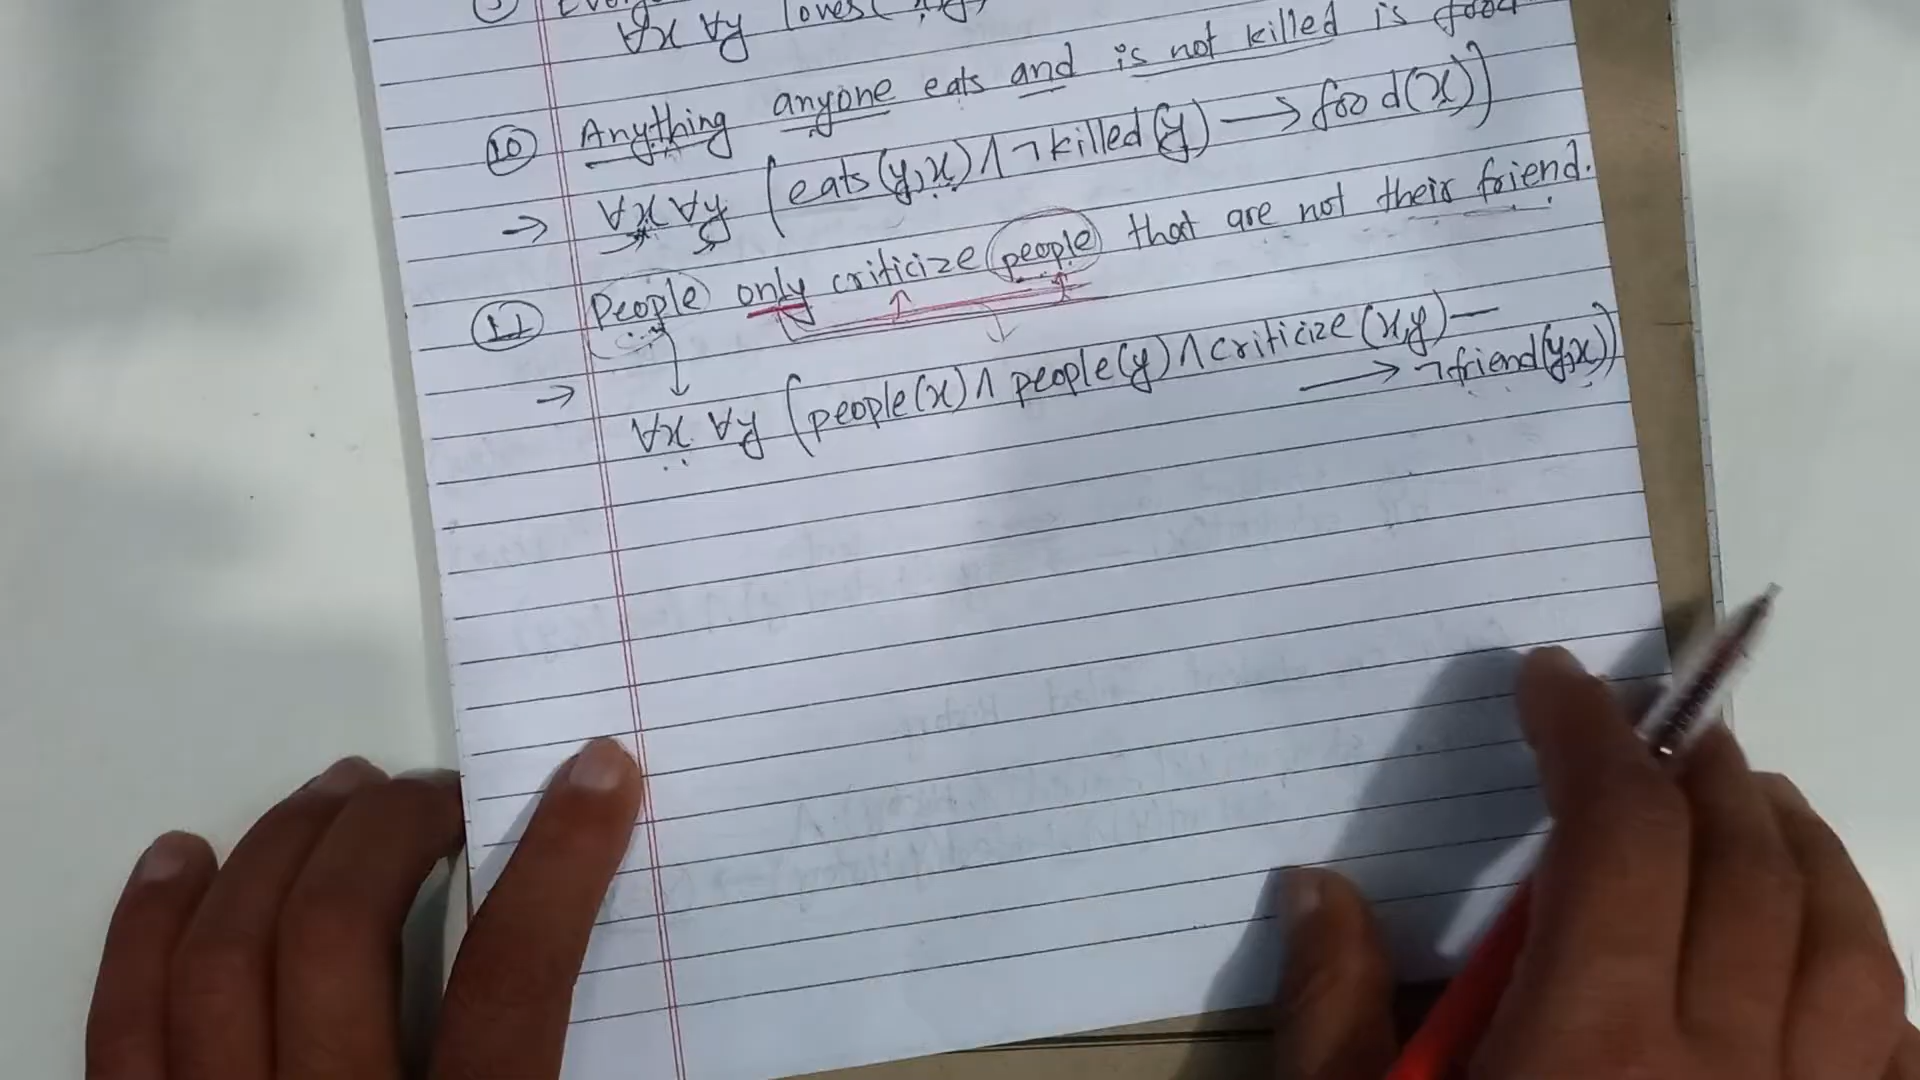 ∀x ∀y loves(x,y)
⑩ Anything anyone eats and is not killed is food
→ ∀x ∀y (eats(y,x) ∧ ¬killed(y) → food(x))
⑪ People only criticize people that are not their friend.
→ ∀x ∀y (people(x) ∧ people(y) ∧ criticize(x,y) —
→ ¬friend(y,x))